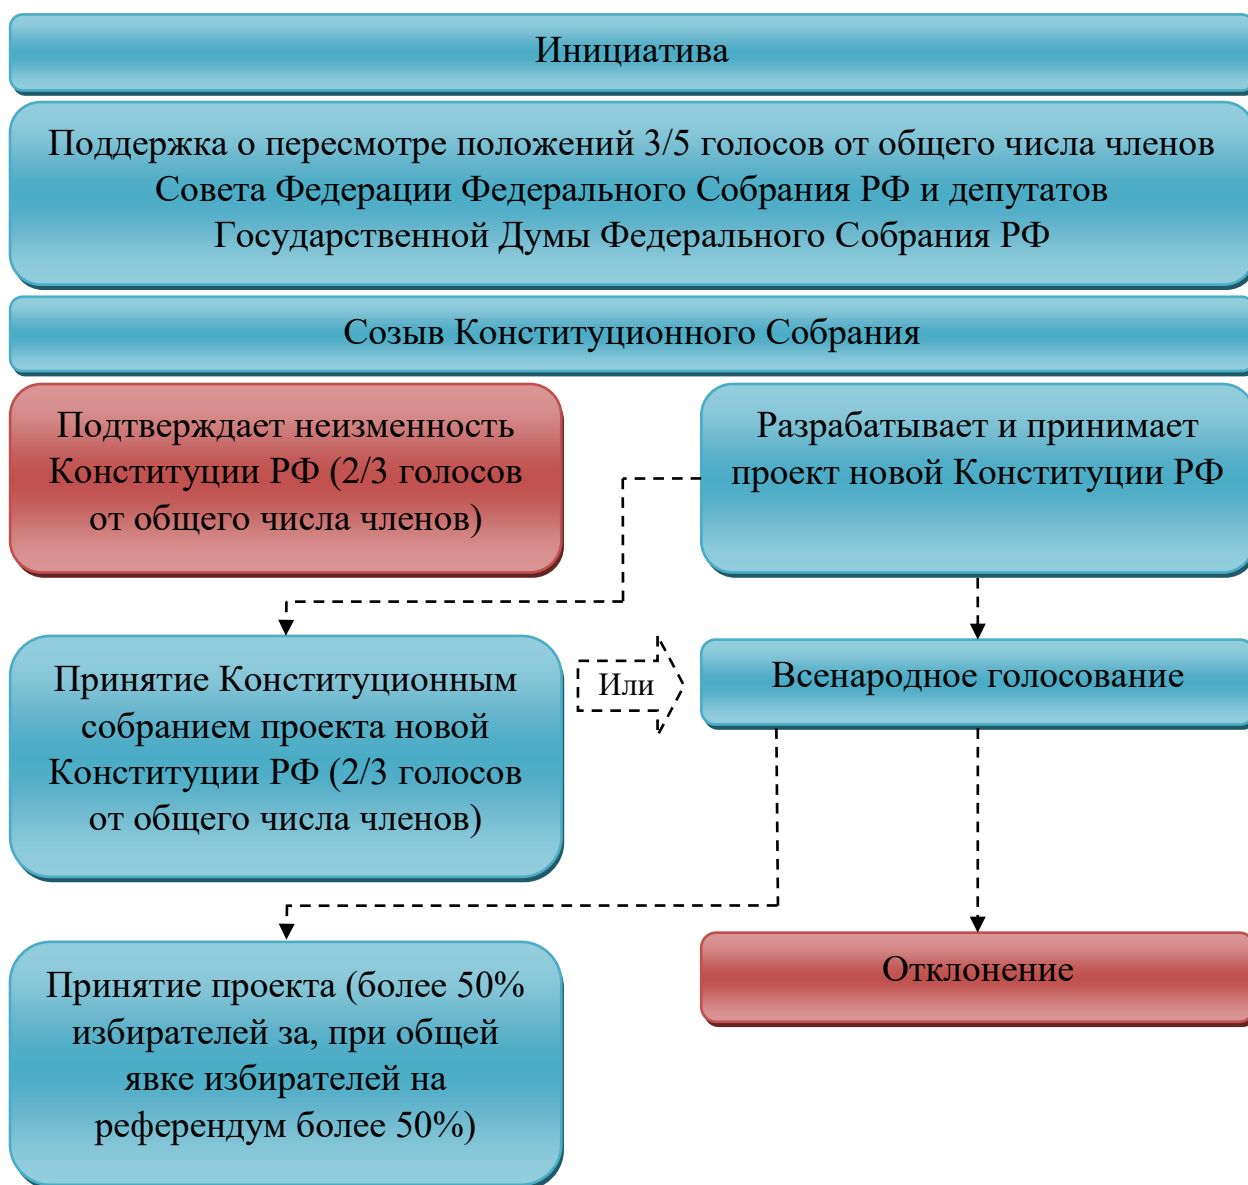 Инициатива
Поддержка о пересмотре положений 3/5 голосов от общего числа членов
Совета Федерации Федерального Собрания РФ и депутатов
Государственной Думы Федерального Собрания РФ
Созыв Конституционного Собрания
Подтверждает неизменность
Конституции РФ (2/3 голосов
от общего числа членов)
Разрабатывает и принимает
проект новой Конституции РФ
Принятие Конституционным
собранием проекта новой
Конституции РФ (2/3 голосов
от общего числа членов)
Или
Всенародное голосование
Принятие проекта (более 50%
избирателей за, при общей
явке избирателей на
референдум более 50%)
Отклонение